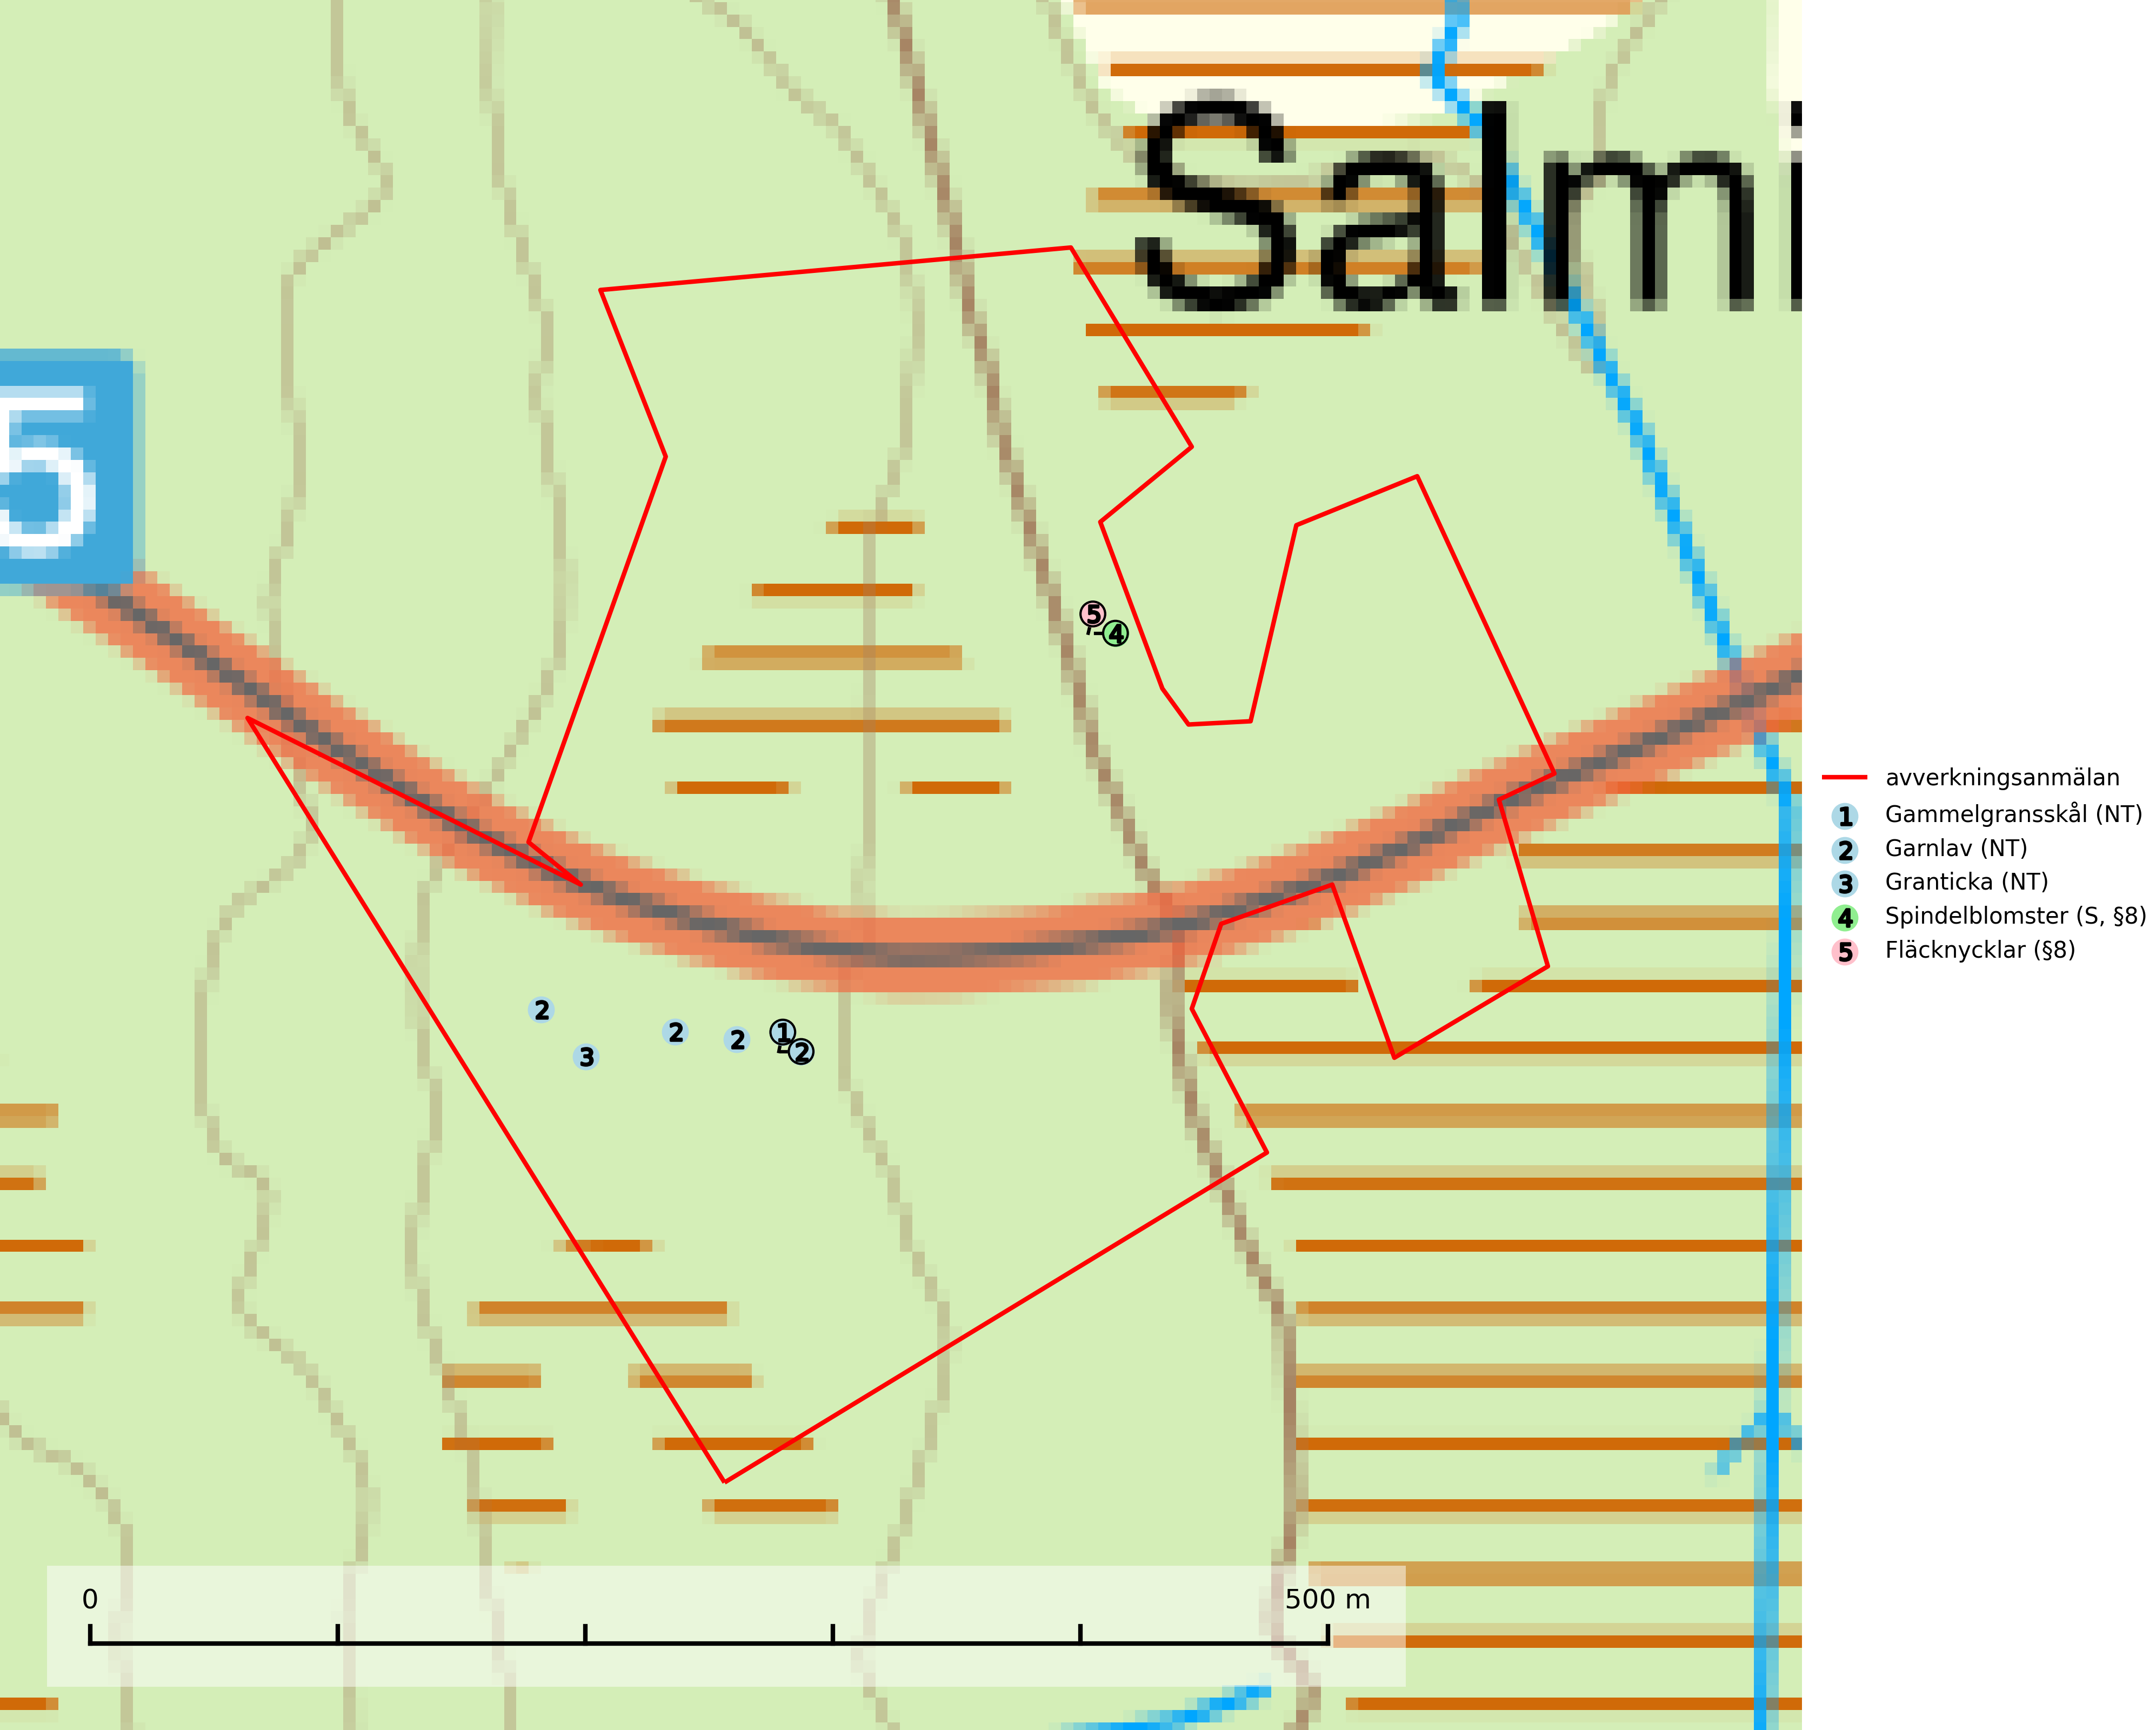 Salm
5
5
4
2
2
2
1
2
3
0
500 m
avverkningsanmälan
1 Gammelgransskål (NT)
2 Garnlav (NT)
3 Granticka (NT)
4 Spindelblomster (S, §8)
5 Fläcknycklar (§8)